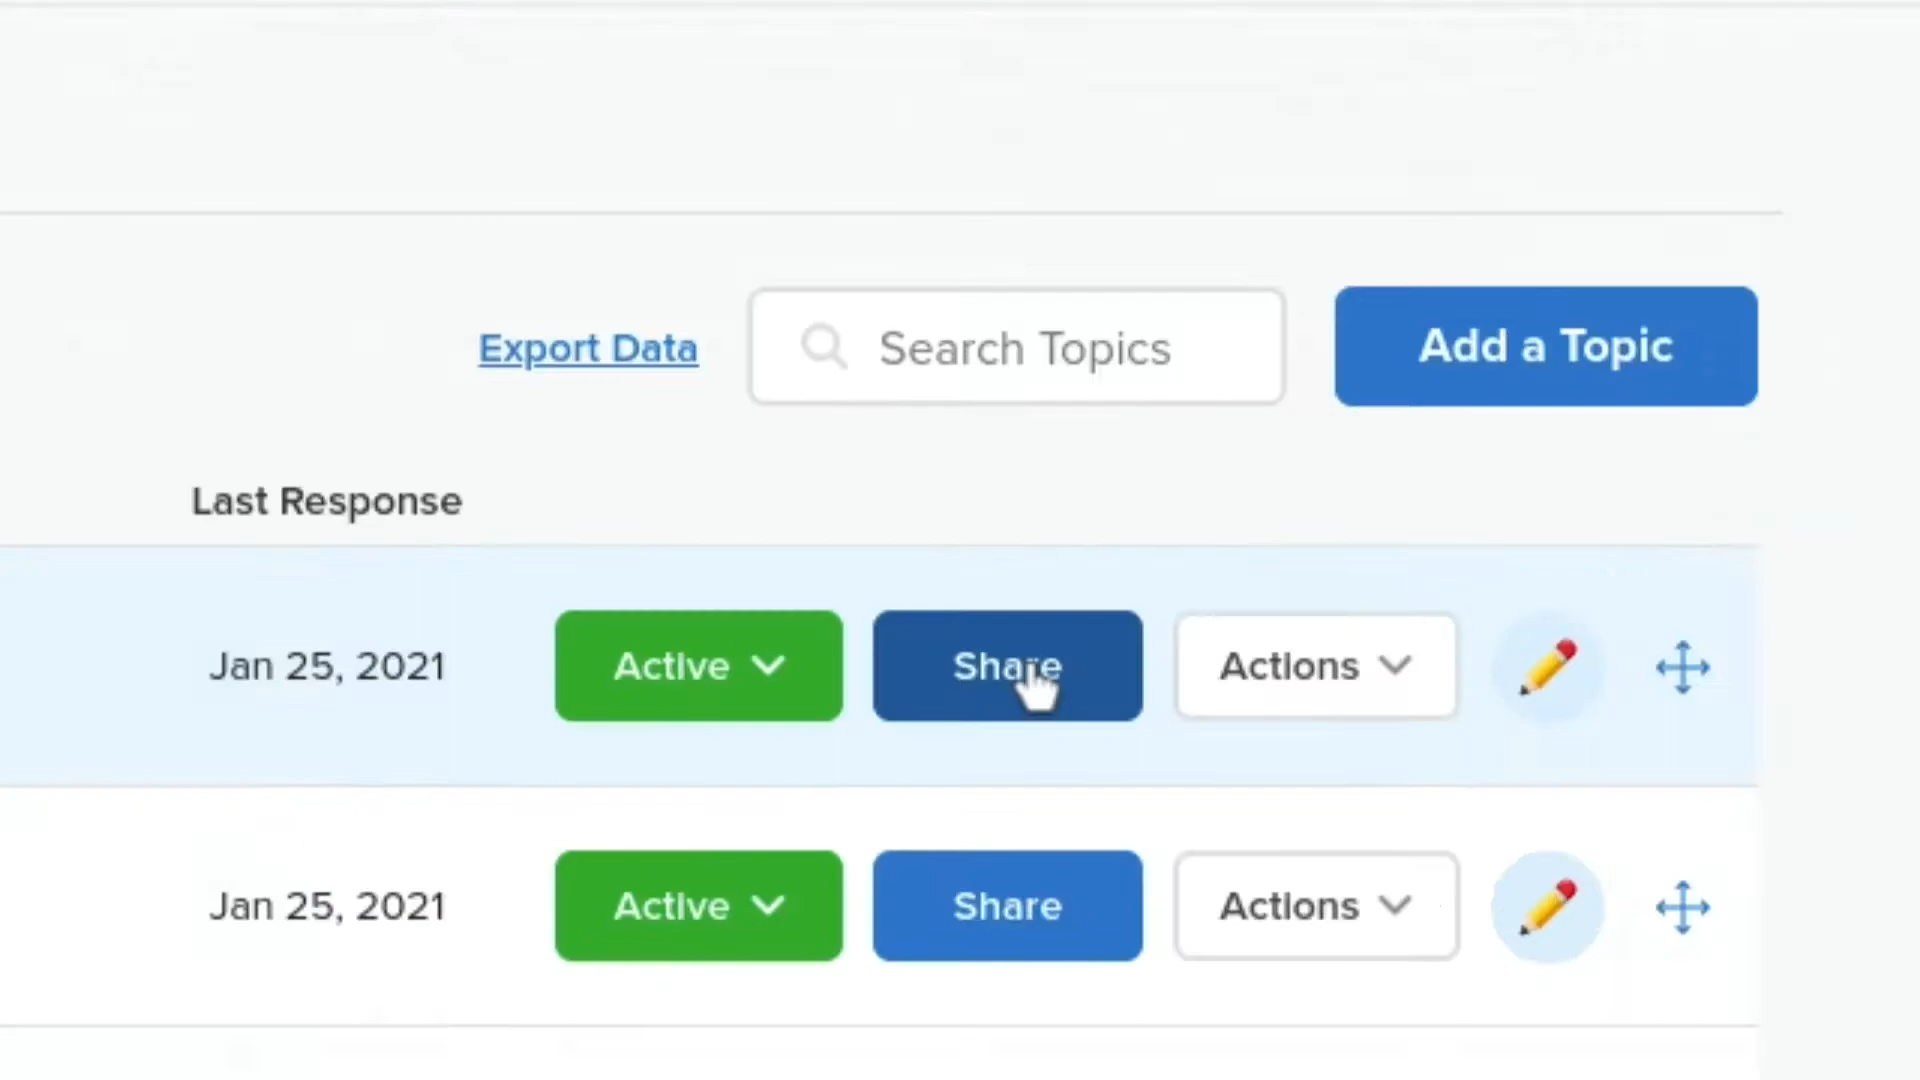 Export Data Search Topics Add a Topic
Last Response
Jan 25, 2021 Active Share Actions
Jan 25, 2021 Active Share Actions